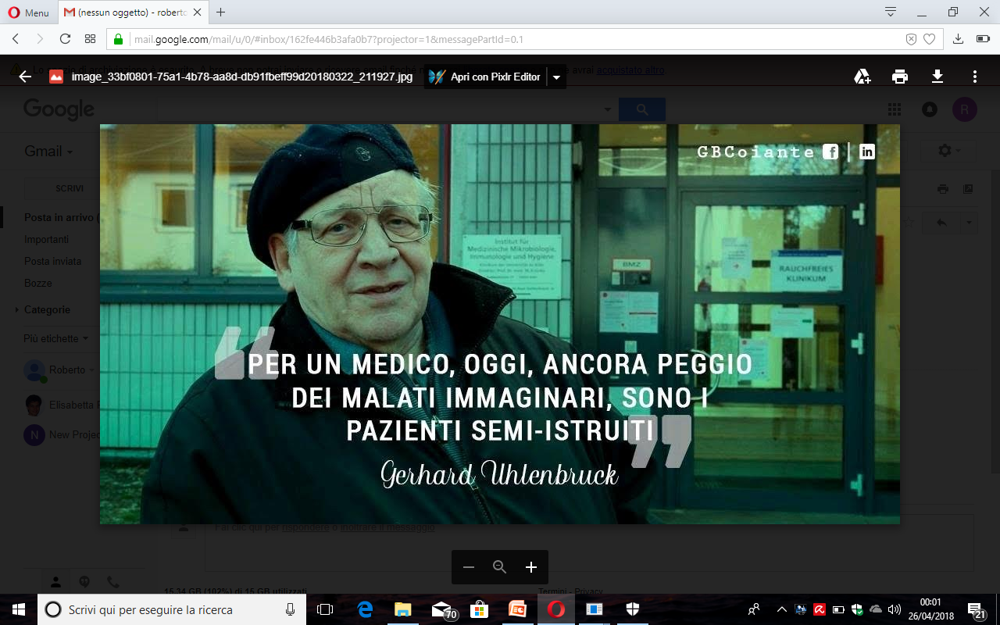 Menu
(nessun oggetto) - roberto
mail.google.com/mail/u/0/#inbox/162fe446b3afa0b7?projector=1&messagePartId=0.1
avrai acquistato altro
image_33bf0801-75a1-4b78-aa8d-db91fbeff99d20180322_211927.jpg
Apri con Pixlr Editor
Google
R
Gmail
SCRIVI
Posta in arrivo (
Importanti
Posta inviata
Bozze
Categorie
Più etichette
Roberto
Elisabetta
N
New Projec
GBCoiante f | in
Institut für
Medizinische Mikrobiologie,
Immunologie und Hygiene
BMZ
RAUCHFREIES
KLINIKUM
“PER UN MEDICO, OGGI, ANCORA PEGGIO
DEI MALATI IMMAGINARI, SONO I
PAZIENTI SEMI-ISTRUITI”
Gerhard Uhlenbruck
Fai clic qui per rispondere o inoltrare il messaggio
15,34 GB (102%) di 15 GB utilizzati
Termini - Privacy
Scrivi qui per eseguire la ricerca
70
00:01
26/04/2018
21